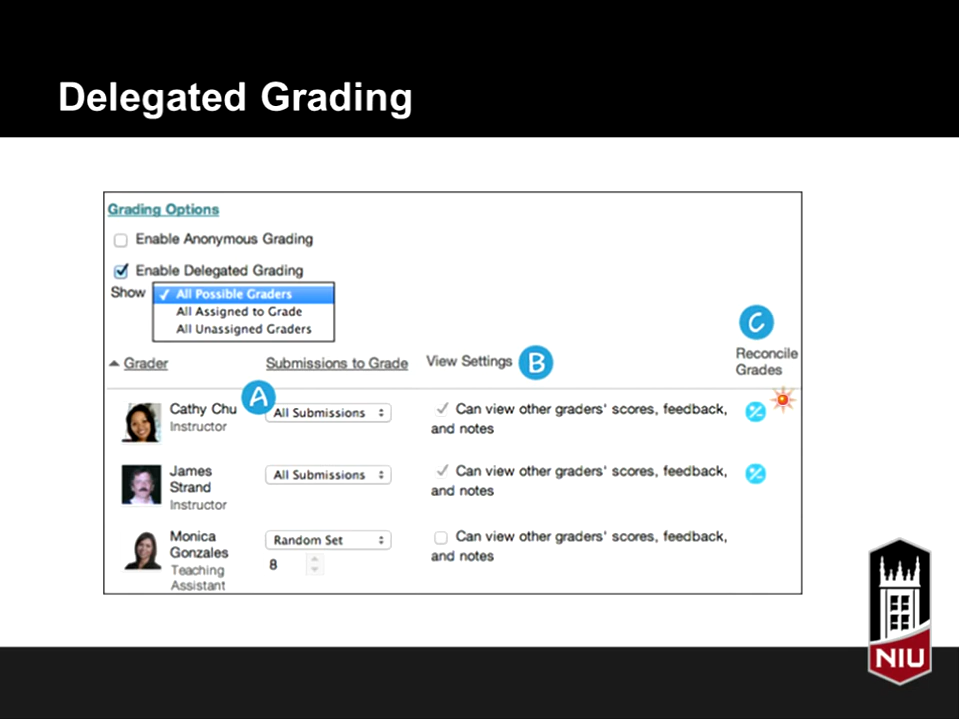 Delegated Grading
Grading Options
Enable Anonymous Grading
Enable Delegated Grading
Show
All Possible Graders
All Assigned to Grade
All Unassigned Graders
C
Reconcile
Grades
Grader
Submissions to Grade
View Settings
B
A
Cathy Chu
Instructor
All Submissions
Can view other graders' scores, feedback,
and notes
James
Strand
Instructor
All Submissions
Can view other graders' scores, feedback,
and notes
Monica
Gonzales
Teaching
Assistant
Random Set
8
Can view other graders' scores, feedback,
and notes
NIU